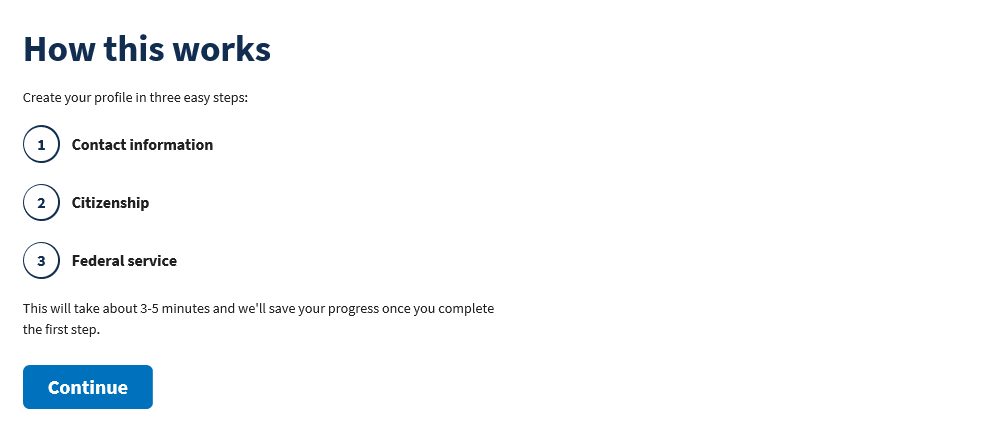 How this works
Create your profile in three easy steps:
1 Contact information
2 Citizenship
3 Federal service
This will take about 3-5 minutes and we'll save your progress once you complete
the first step.
Continue